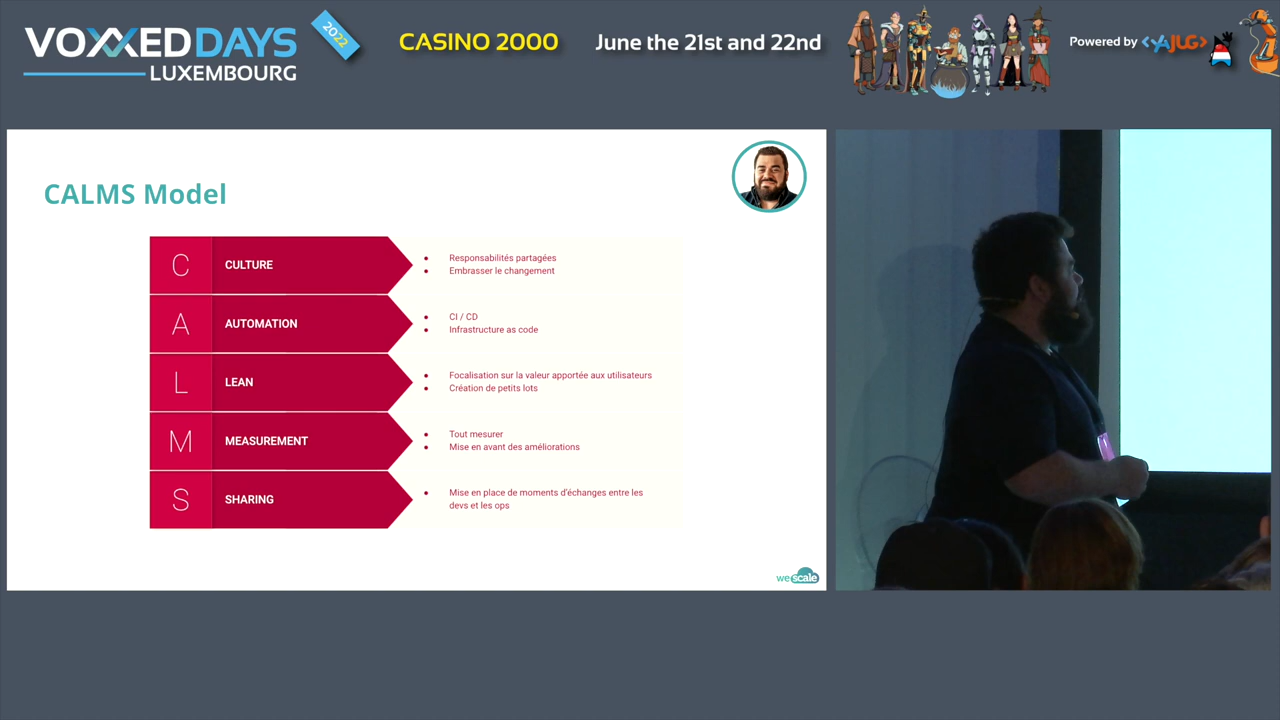 VOXXED DAYS
LUXEMBOURG
2022
CASINO 2000
June the 21st and 22nd
Powered by <YAJUG>
CALMS Model
C
CULTURE
● Responsabilités partagées
● Embrasser le changement
A
AUTOMATION
● CI / CD
● Infrastructure as code
L
LEAN
● Focalisation sur la valeur apportée aux utilisateurs
● Création de petits lots
M
MEASUREMENT
● Tout mesurer
● Mise en avant des améliorations
S
SHARING
● Mise en place de moments d'échanges entre les
devs et les ops
wescale